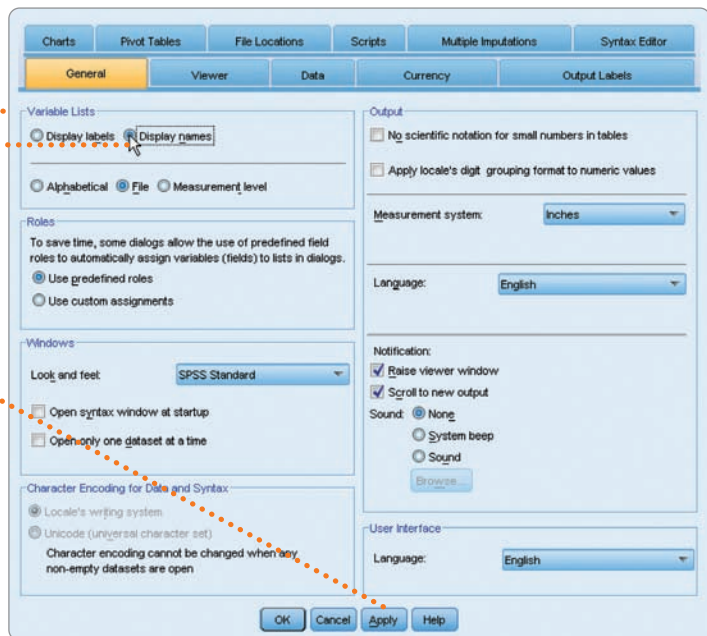 Charts Pivot Tables File Locations Scripts Multiple Imputations Syntax Editor
General Viewer Data Currency Output Labels
Variable Lists
Display labels Display names
Alphabetical File Measurement level
Roles
To save time, some dialogs allow the use of predefined field
roles to automatically assign variables (fields) to lists in dialogs.
Use predefined roles
Use custom assignments
Windows
Look and feel: SPSS Standard
Open syntax window at startup
Open only one dataset at a time
Character Encoding for Data and Syntax
Locale's writing system
Unicode (universal character set)
Character encoding cannot be changed when any
non-empty datasets are open
Output
No scientific notation for small numbers in tables
Apply locale's digit grouping format to numeric values
Measurement system: Inches
Language: English
Notification:
Raise viewer window
Scroll to new output
Sound: None
System beep
Sound
Browse...
User Interface
Language: English
OK Cancel Apply Help